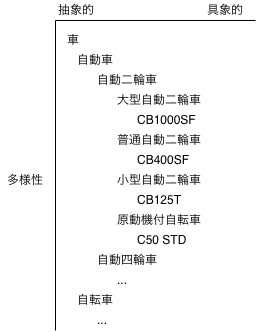 抽象的 具象的
車
自動車
自動二輪車
大型自動二輪車
CB1000SF
普通自動二輪車
CB400SF
多様性
小型自動二輪車
CB125T
原動機付自転車
C50 STD
自動四輪車
...
自転車
...